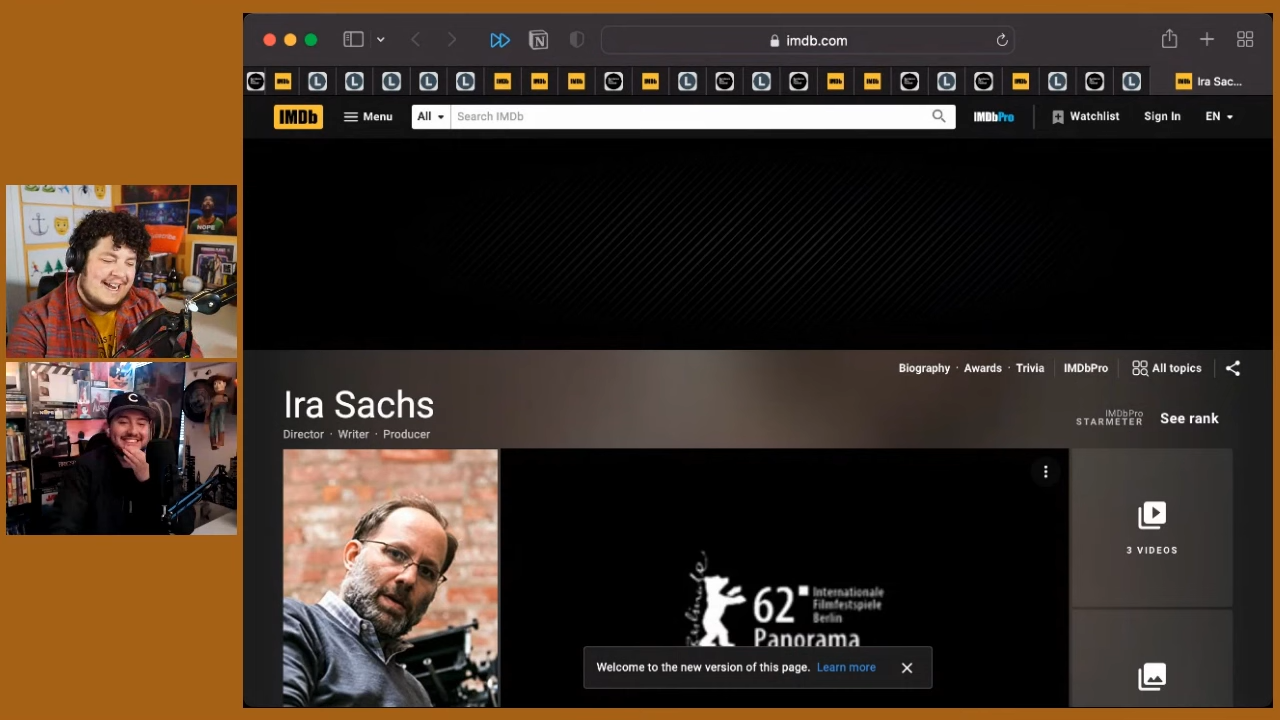 imdb.com
Ira Sac...
IMDb
Menu
All
Search IMDb
IMDbPro
Watchlist
Sign In
EN
NOPE
Biography · Awards · Trivia
IMDbPro
All topics
Ira Sachs
Director · Writer · Producer
IMDbPro
STARMETER
See rank
C
3 VIDEOS
62
Internationale
Filmfestspiele
Berlin
Panorama
Welcome to the new version of this page. Learn more